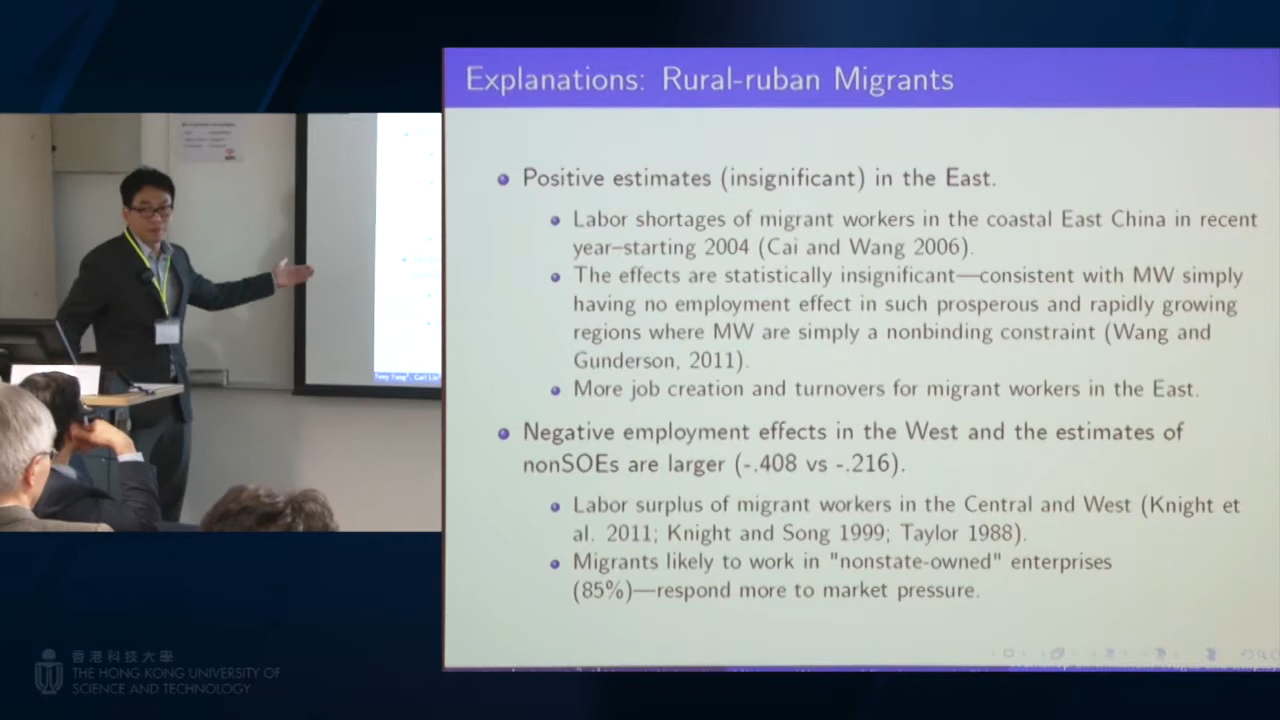 Explanations: Rural-ruban Migrants
Positive estimates (insignificant) in the East.
Labor shortages of migrant workers in the coastal East China in recent
year–starting 2004 (Cai and Wang 2006).
The effects are statistically insignificant—consistent with MW simply
having no employment effect in such prosperous and rapidly growing
regions where MW are simply a nonbinding constraint (Wang and
Gunderson, 2011).
More job creation and turnovers for migrant workers in the East.
Negative employment effects in the West and the estimates of
nonSOEs are larger (-.408 vs -.216).
Labor surplus of migrant workers in the Central and West (Knight et
al. 2011; Knight and Song 1999; Taylor 1988).
Migrants likely to work in "nonstate-owned" enterprises
(85%)—respond more to market pressure.
香港科技大學
THE HONG KONG UNIVERSITY OF
SCIENCE AND TECHNOLOGY